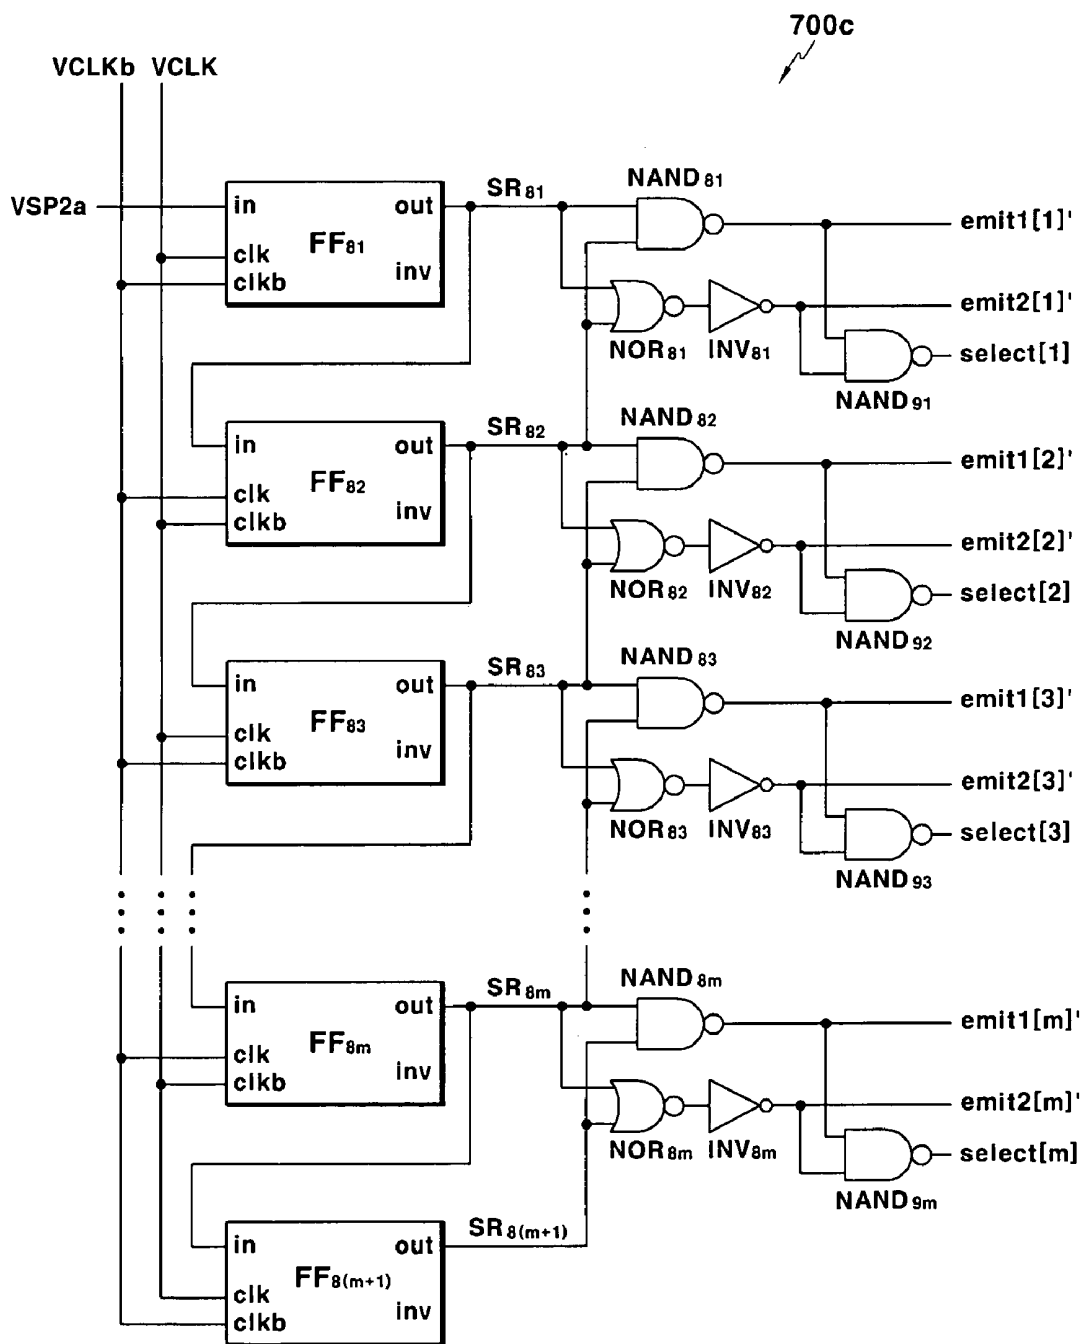 700c
VCLKb VCLK
VSP2a
in out
FF81
clk
clkb inv
SR81
NAND81
emit1[1]'
NOR81 INV81
emit2[1]'
select[1]
NAND91
in out
FF82
clk
clkb inv
SR82
NAND82
emit1[2]'
NOR82 INV82
emit2[2]'
select[2]
NAND92
in out
FF83
clk
clkb inv
SR83
NAND83
emit1[3]'
NOR83 INV83
emit2[3]'
select[3]
NAND93
in out
FF8m
clk
clkb inv
SR8m
NAND8m
emit1[m]'
NOR8m INV8m
emit2[m]'
select[m]
NAND9m
in out
FF8(m+1)
clk
clkb inv
SR8(m+1)